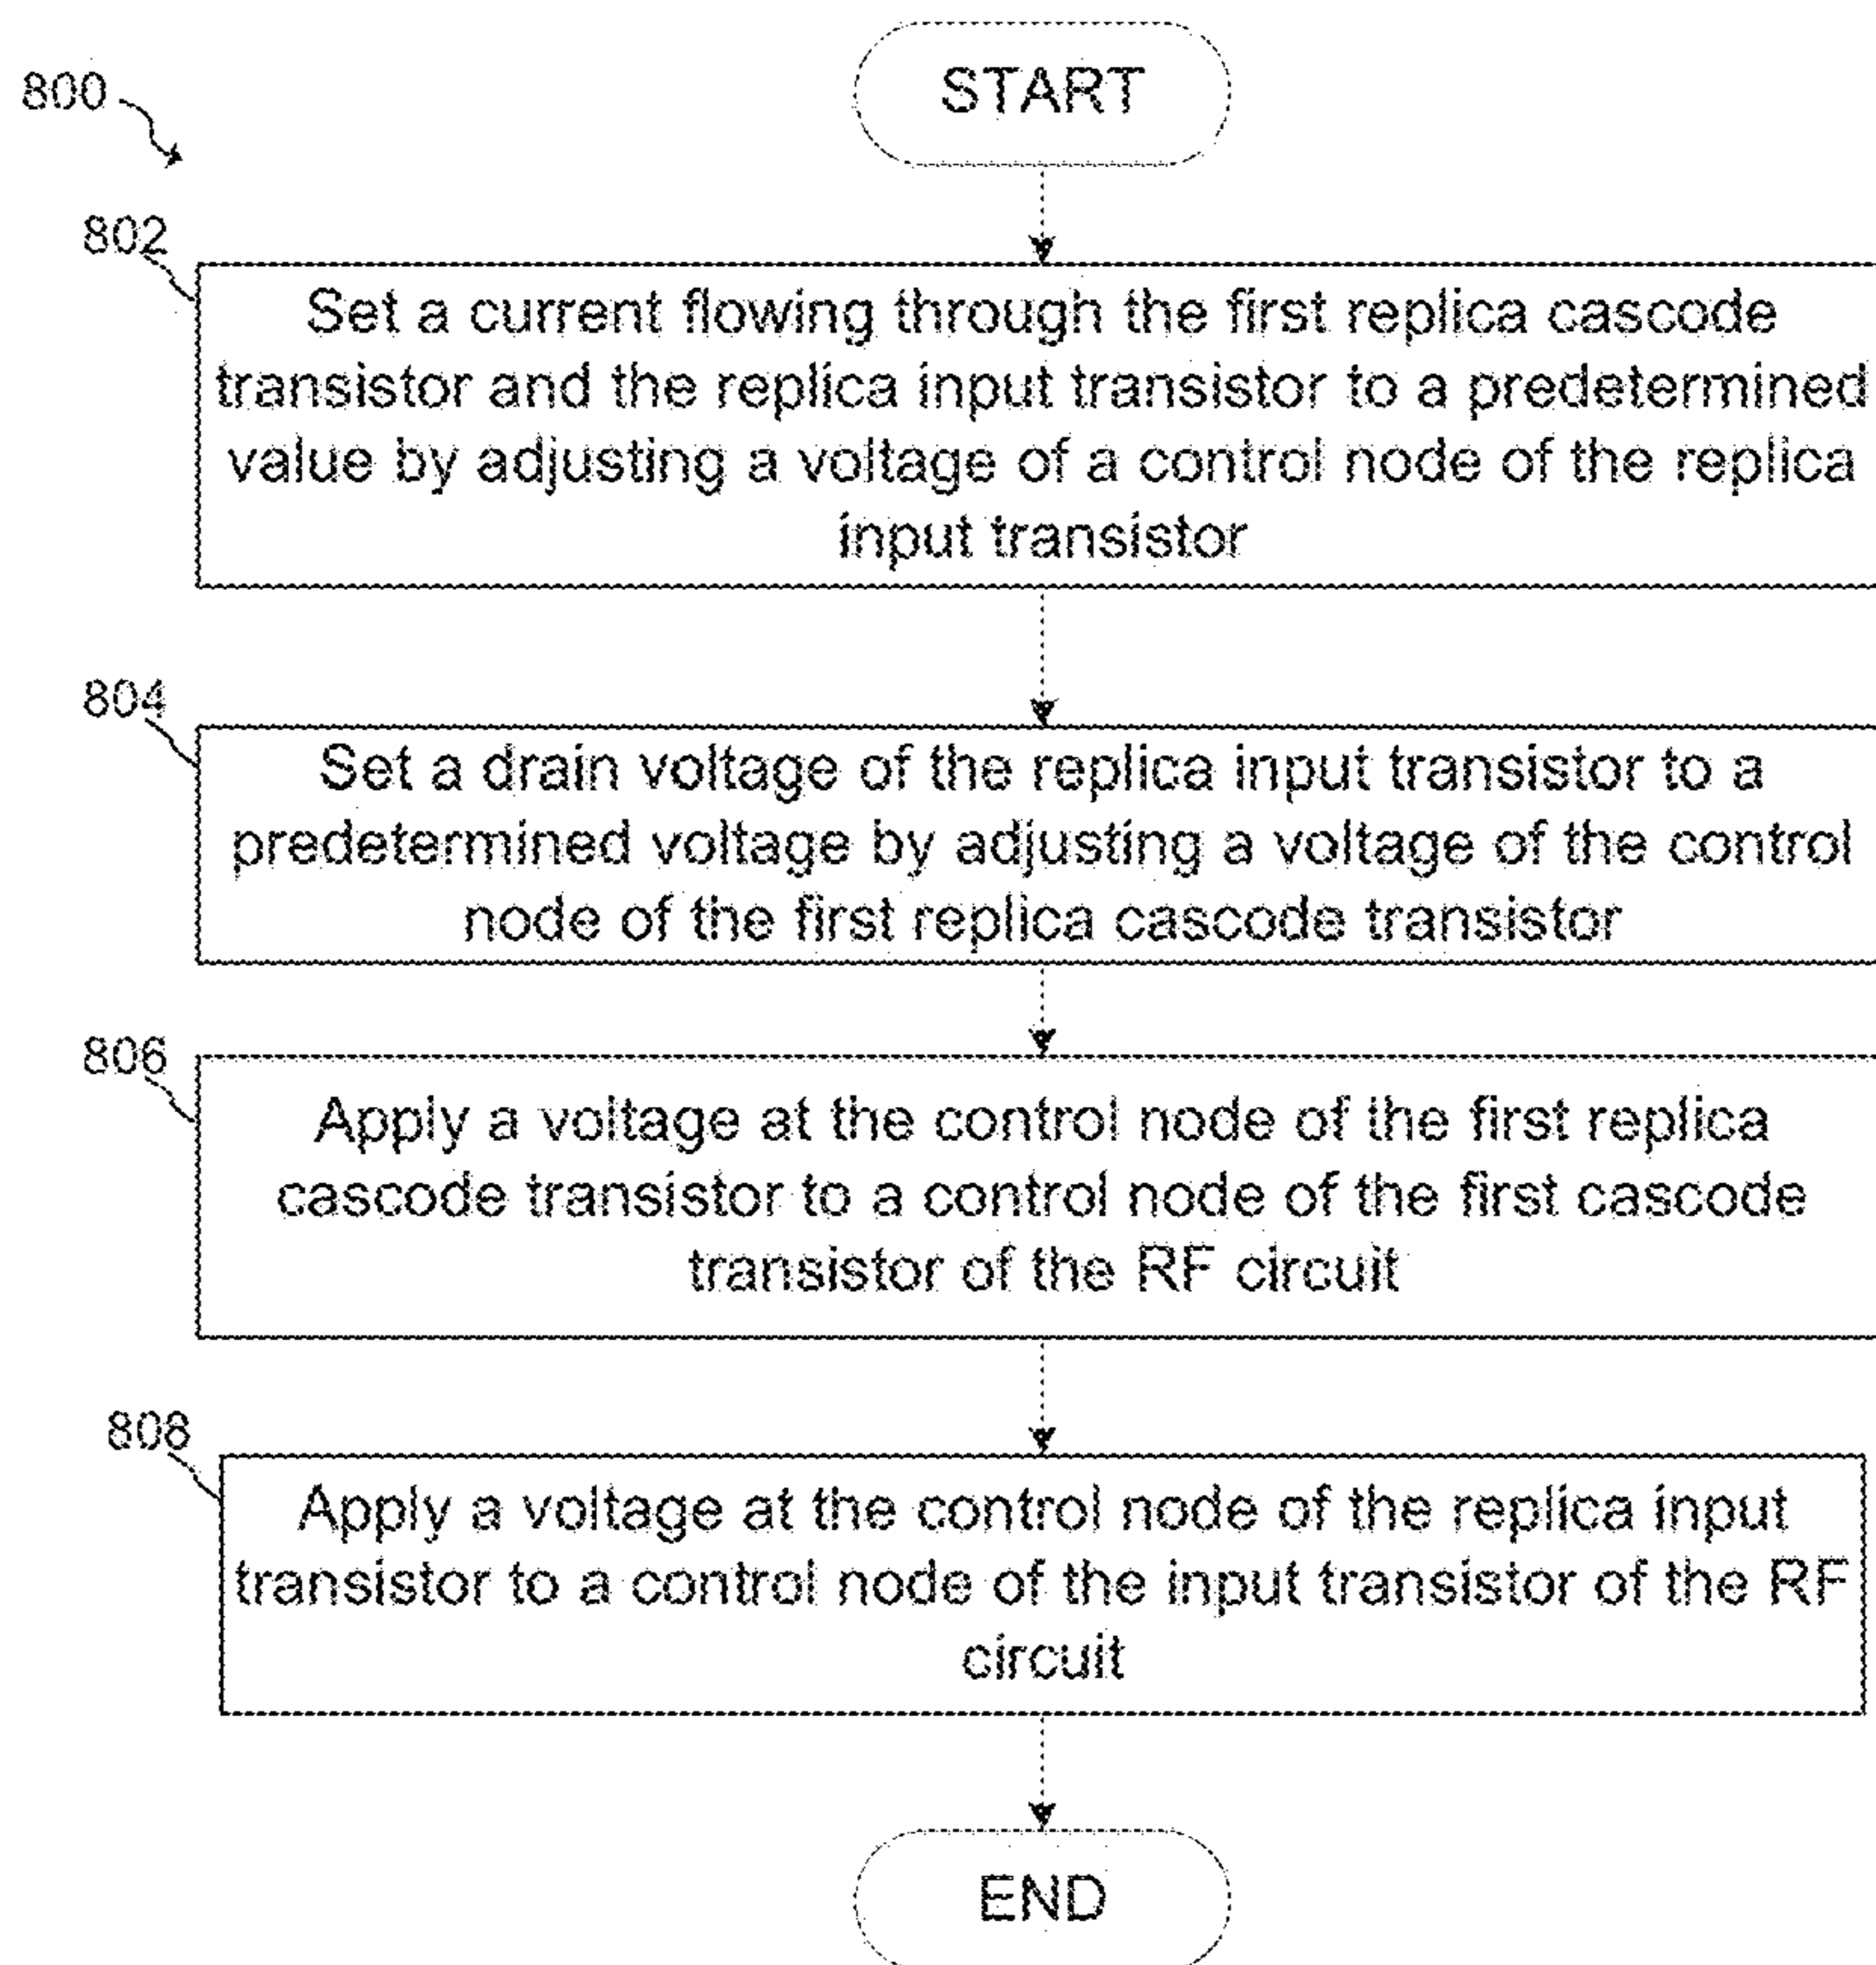 START
800
802
Set a current flowing through the first replica cascode
transistor and the replica input transistor to a predetermined
value by adjusting a voltage of a control node of the replica
input transistor
804
Set a drain voltage of the replica input transistor to a
predetermined voltage by adjusting a voltage of the control
node of the first replica cascode transistor
806
Apply a voltage at the control node of the first replica
cascode transistor to a control node of the first cascode
transistor of the RF circuit
808
Apply a voltage at the control node of the replica input
transistor to a control node of the input transistor of the RF
circuit
END